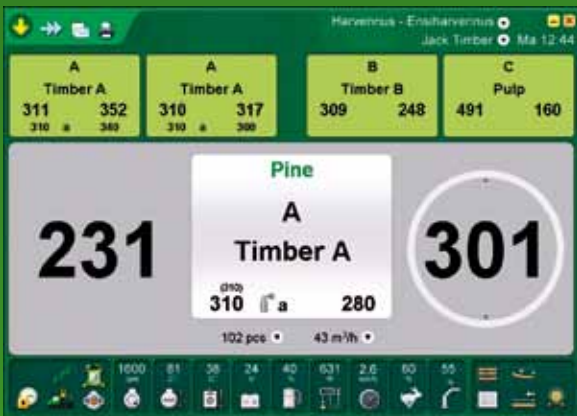 Harvennus - Ensiharvennus
Jack Timber Ma 12:44
A A B C
Timber A Timber A Timber B Pulp
311 352 310 317 309 248 491 160
310 a 340 310 a 300
Pine
A
231 Timber A 301
(310)
310 a 280
102 pcs 43 m³/h
1600 81 38 24 40 631 2.6 60 55